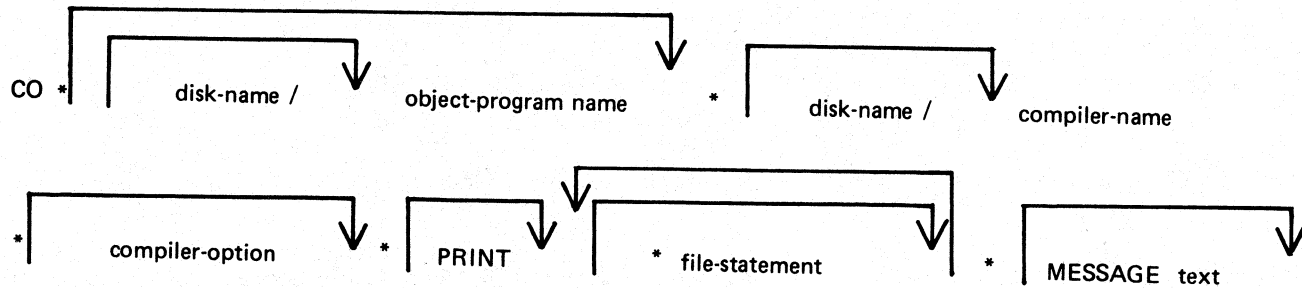 CO * disk-name / object-program name * disk-name / compiler-name
* compiler-option * PRINT * file-statement * MESSAGE text